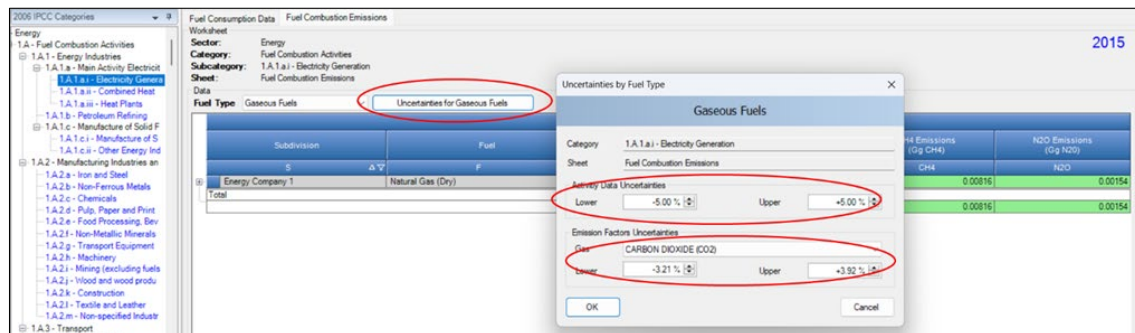 2006 IPCC Categories
Energy
1.A - Fuel Combustion Activities
1.A.1 - Energy Industries
1.A.1.a - Main Activity Electricit
1.A.1.a.i - Electricity Genera
1.A.1.a.ii - Combined Heat
1.A.1.a.iii - Heat Plants
1.A.1.b - Petroleum Refining
1.A.1.c - Manufacture of Solid F
1.A.1.c.i - Manufacture of S
1.A.1.c.ii - Other Energy Ind
1.A.2 - Manufacturing Industries an
1.A.2.a - Iron and Steel
1.A.2.b - Non-Ferrous Metals
1.A.2.c - Chemicals
1.A.2.d - Pulp, Paper and Print
1.A.2.e - Food Processing, Bev
1.A.2.f - Non-Metallic Minerals
1.A.2.g - Transport Equipment
1.A.2.h - Machinery
1.A.2.i - Mining (excluding fuels
1.A.2.j - Wood and wood produ
1.A.2.k - Construction
1.A.2.l - Textile and Leather
1.A.2.m - Non-specified Industr
1.A.3 - Transport
Fuel Consumption Data Fuel Combustion Emissions
Worksheet
Sector: Energy
Category: Fuel Combustion Activities
Subcategory: 1.A.1.a.i - Electricity Generation
Sheet: Fuel Combustion Emissions
2015
Data
Fuel Type Gaseous Fuels Uncertainties for Gaseous Fuels
Subdivision Fuel
S F
Energy Company 1 Natural Gas (Dry)
Total
H4 Emissions
(Gg CH4)
N2O Emissions
(Gg N2O)
CH4 N2O
0.00816 0.00154
0.00816 0.00154
Uncertainties by Fuel Type
Gaseous Fuels
Category 1.A.1.a.i - Electricity Generation
Sheet Fuel Combustion Emissions
Activity Data Uncertainties
Lower -5.00 % Upper +5.00 %
Emission Factors Uncertainties
Gas CARBON DIOXIDE (CO2)
Lower -3.21 % Upper +3.92 %
OK Cancel